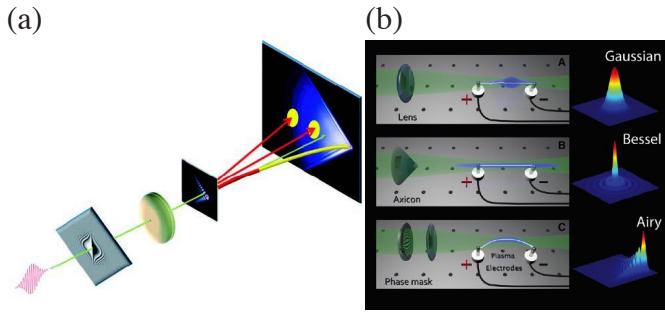 (a)
(b)
A
Gaussian
+
−
Lens
B
Bessel
+
−
Axicon
C
Airy
+
−
Plasma
Electrodes
Phase mask